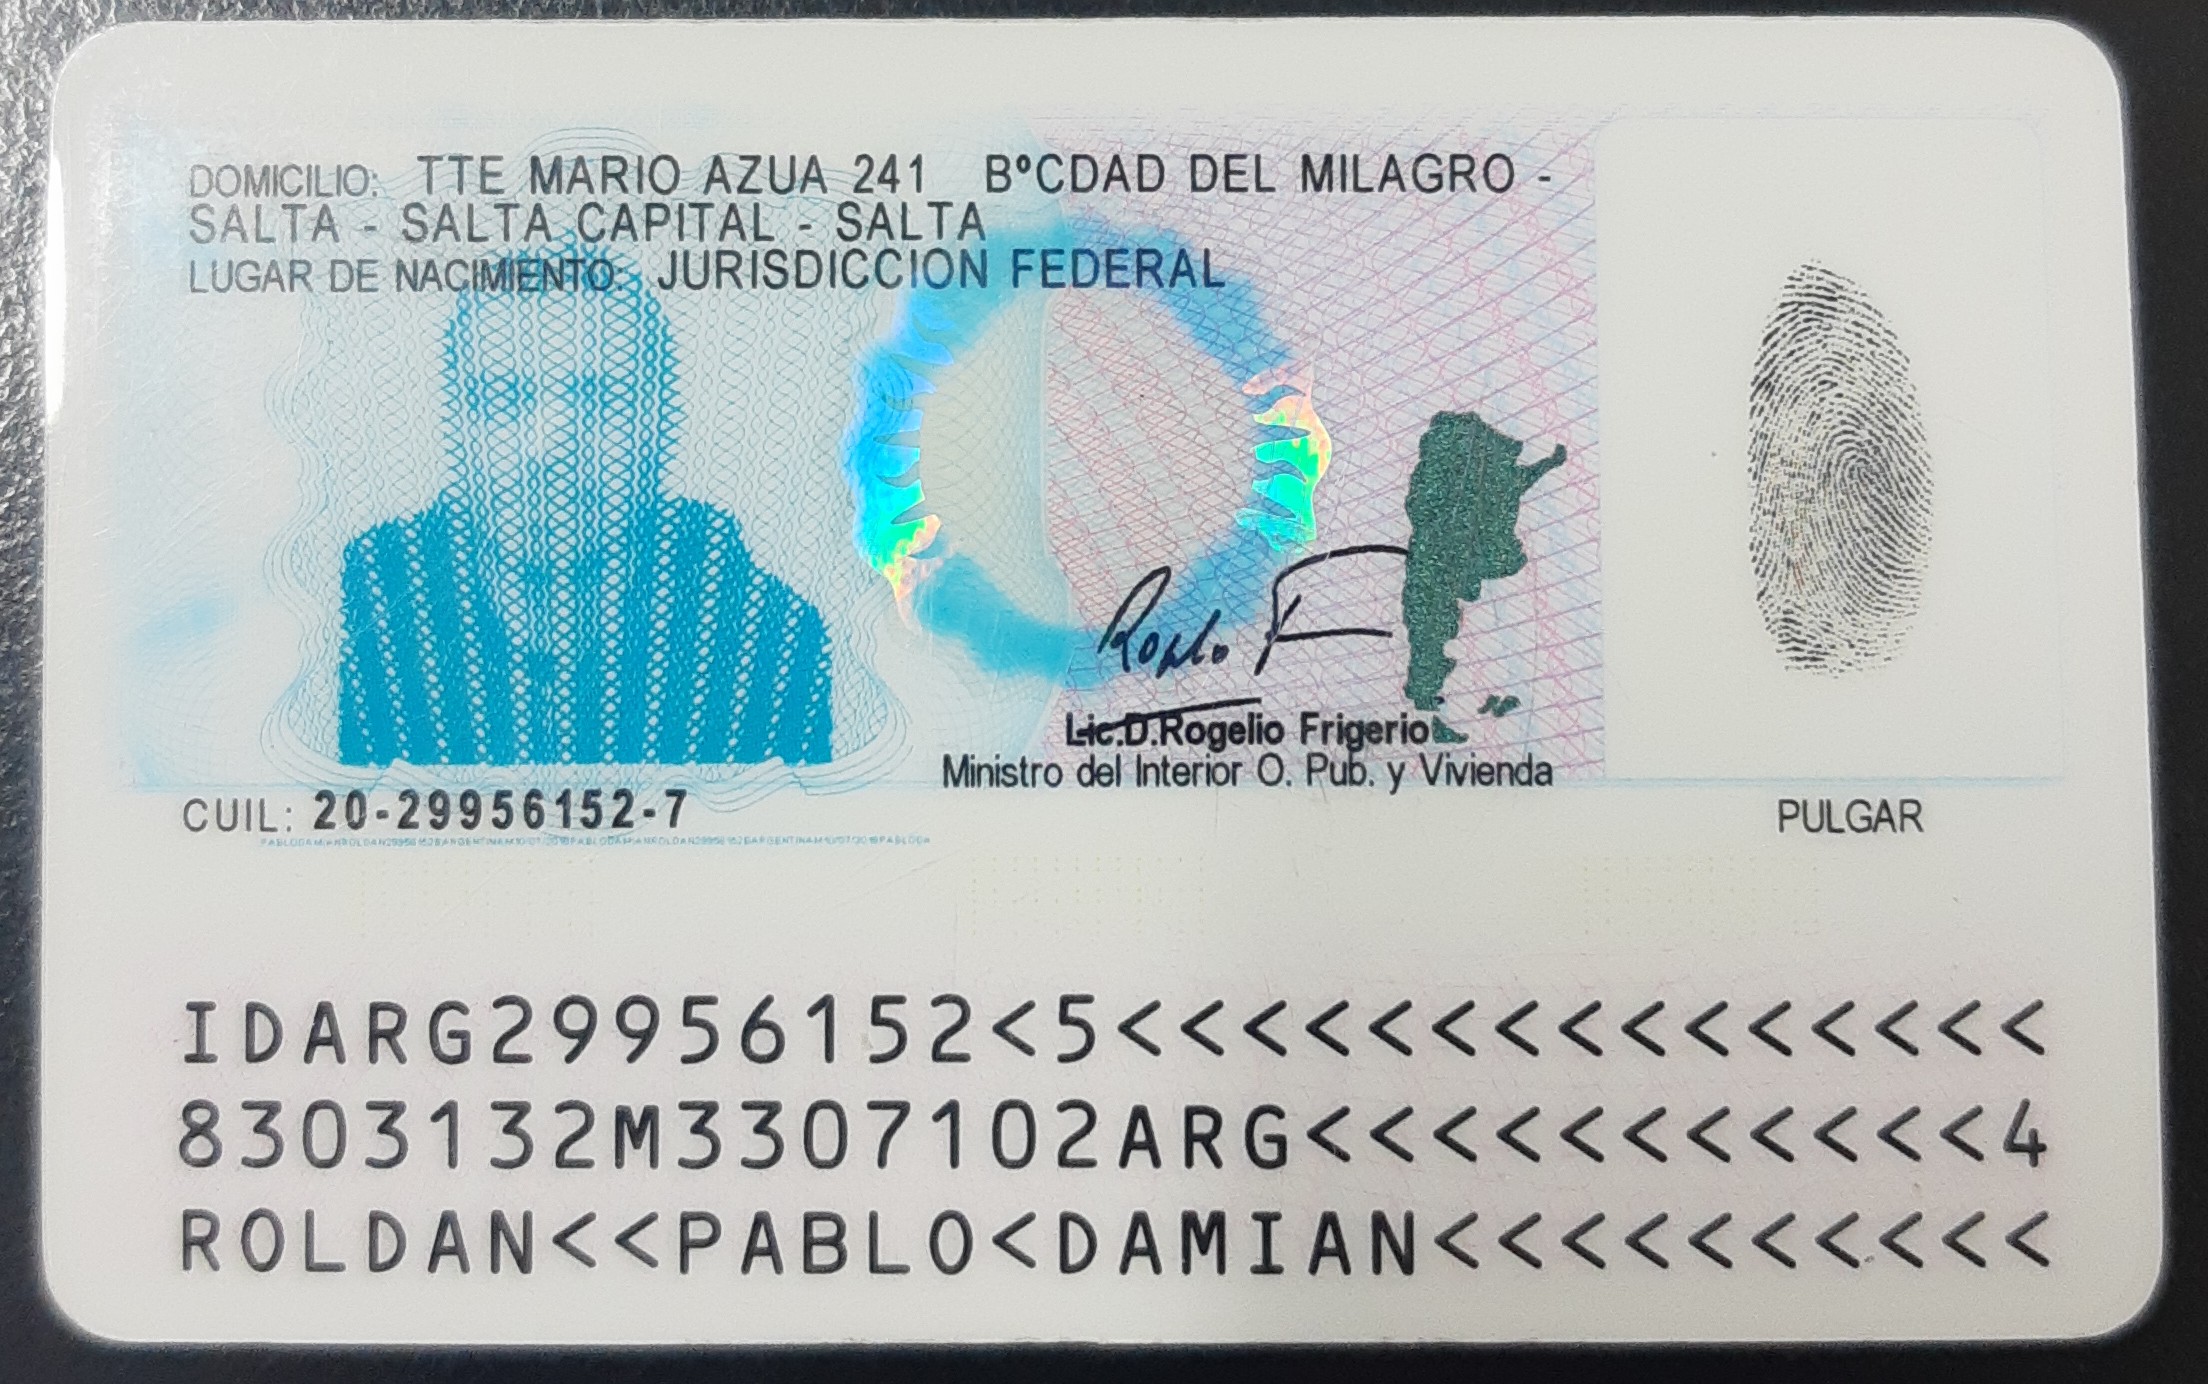 DOMICILIO: TTE MARIO AZUA 241 BºCDAD DEL MILAGRO -
SALTA - SALTA CAPITAL - SALTA
LUGAR DE NACIMIENTO: JURISDICCION FEDERAL
Lic.D.Rogelio Frigerio
Ministro del Interior O. Pub. y Vivienda
CUIL: 20-29956152-7
PULGAR
IDARG29956152<5<<<<<<<<<<<<<<<
8303132M3307102ARG<<<<<<<<<<<<4
ROLDAN<<PABLO<DAMIAN<<<<<<<<<<